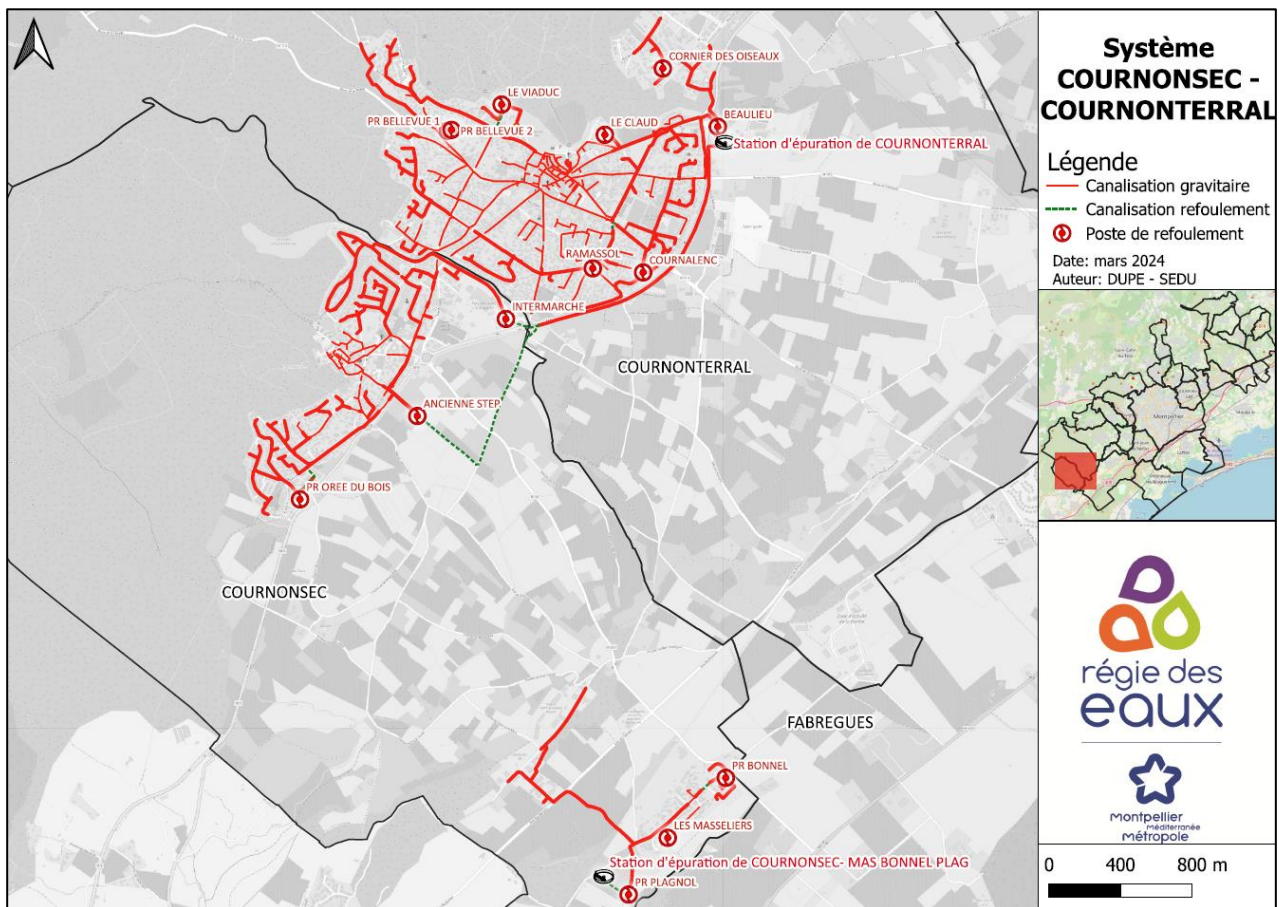 Système
COURNONSEC -
COURNONTERRAL
Légende
Canalisation gravitaire
Canalisation refoulement
Poste de refoulement
Date: mars 2024
Auteur: DUPE - SEDU
CORNIER DES OISEAUX
LE VIADUC
PR BELLEVUE 1
PR BELLEVUE 2
LE CLAUD
BEAULIEU
Station d'épuration de COURNONTERRAL
RAMASSOL
COURNALENC
INTERMARCHE
COURNONTERRAL
ANCIENNE STEP
PR OREE DU BOIS
COURNONSEC
FABREGUES
PR BONNEL
LES MASSELIERS
Station d'épuration de COURNONSEC- MAS BONNEL PLAG
PR PLAGNOL
Montpellier
régie des
eaux
montpellier
méditerranée
métropole
0 400 800 m